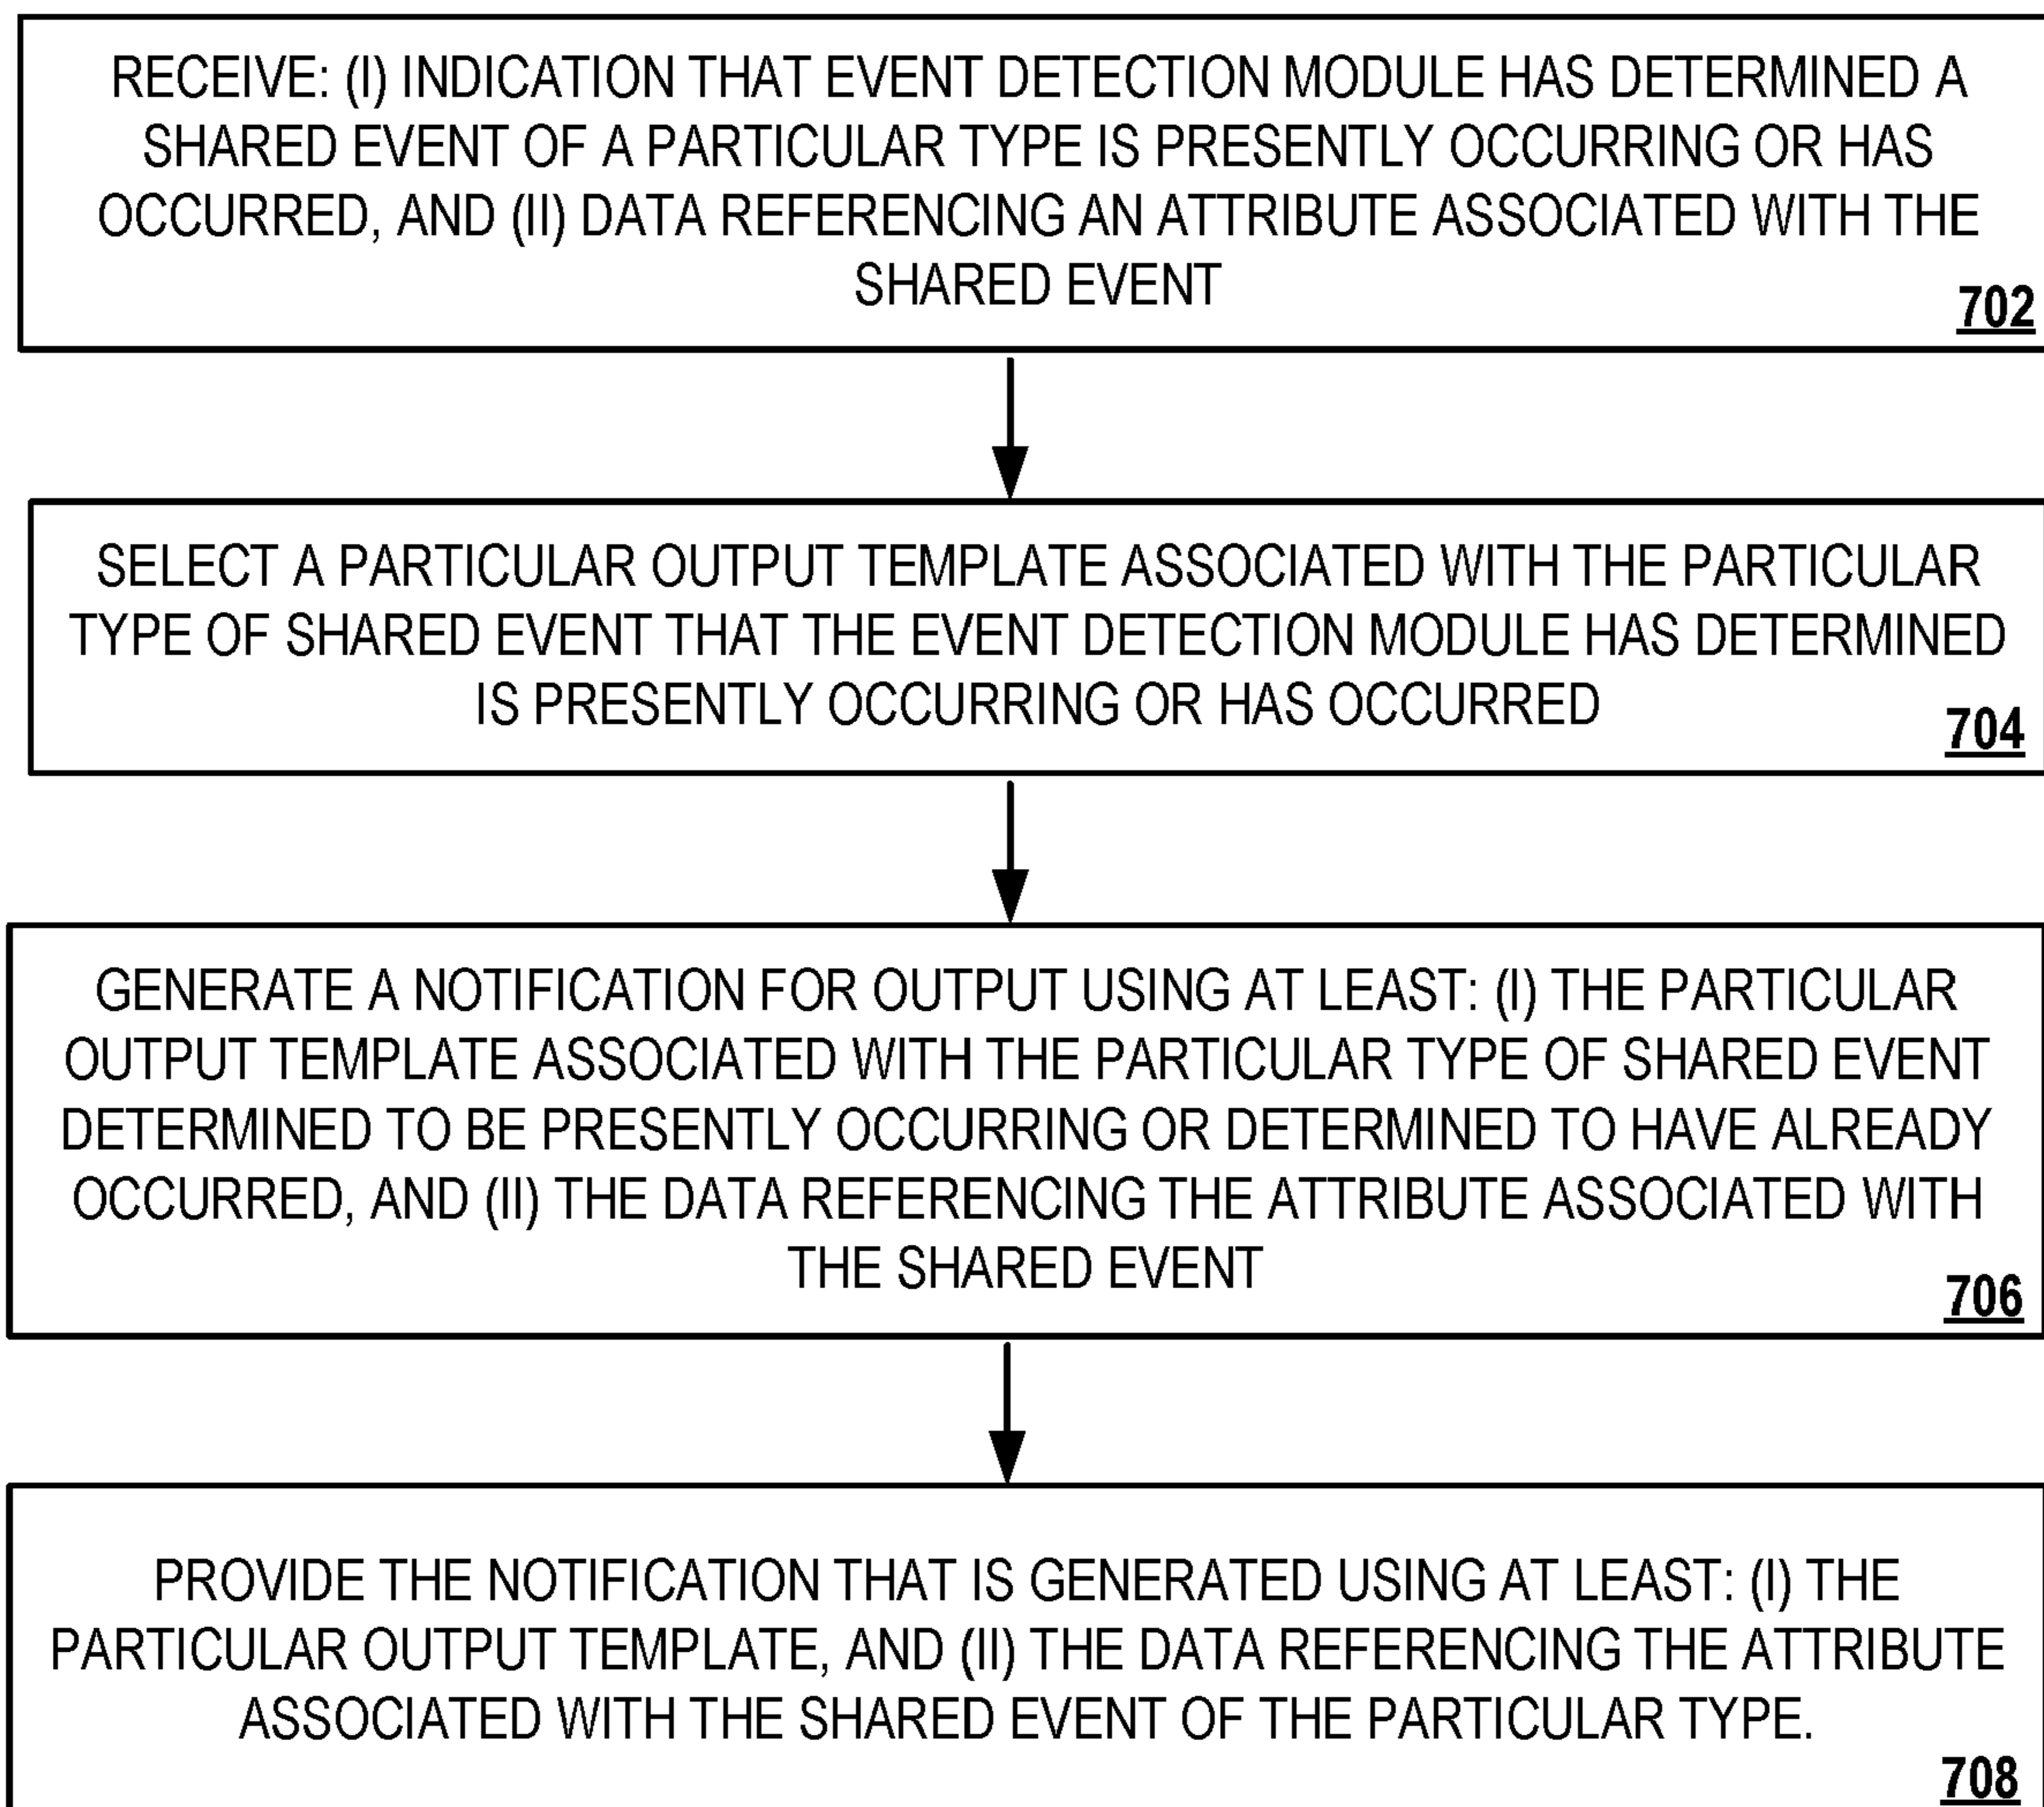 RECEIVE: (I) INDICATION THAT EVENT DETECTION MODULE HAS DETERMINED A
SHARED EVENT OF A PARTICULAR TYPE IS PRESENTLY OCCURRING OR HAS
OCCURRED, AND (II) DATA REFERENCING AN ATTRIBUTE ASSOCIATED WITH THE
SHARED EVENT
702
SELECT A PARTICULAR OUTPUT TEMPLATE ASSOCIATED WITH THE PARTICULAR
TYPE OF SHARED EVENT THAT THE EVENT DETECTION MODULE HAS DETERMINED
IS PRESENTLY OCCURRING OR HAS OCCURRED
704
GENERATE A NOTIFICATION FOR OUTPUT USING AT LEAST: (I) THE PARTICULAR
OUTPUT TEMPLATE ASSOCIATED WITH THE PARTICULAR TYPE OF SHARED EVENT
DETERMINED TO BE PRESENTLY OCCURRING OR DETERMINED TO HAVE ALREADY
OCCURRED, AND (II) THE DATA REFERENCING THE ATTRIBUTE ASSOCIATED WITH
THE SHARED EVENT
706
PROVIDE THE NOTIFICATION THAT IS GENERATED USING AT LEAST: (I) THE
PARTICULAR OUTPUT TEMPLATE, AND (II) THE DATA REFERENCING THE ATTRIBUTE
ASSOCIATED WITH THE SHARED EVENT OF THE PARTICULAR TYPE.
708